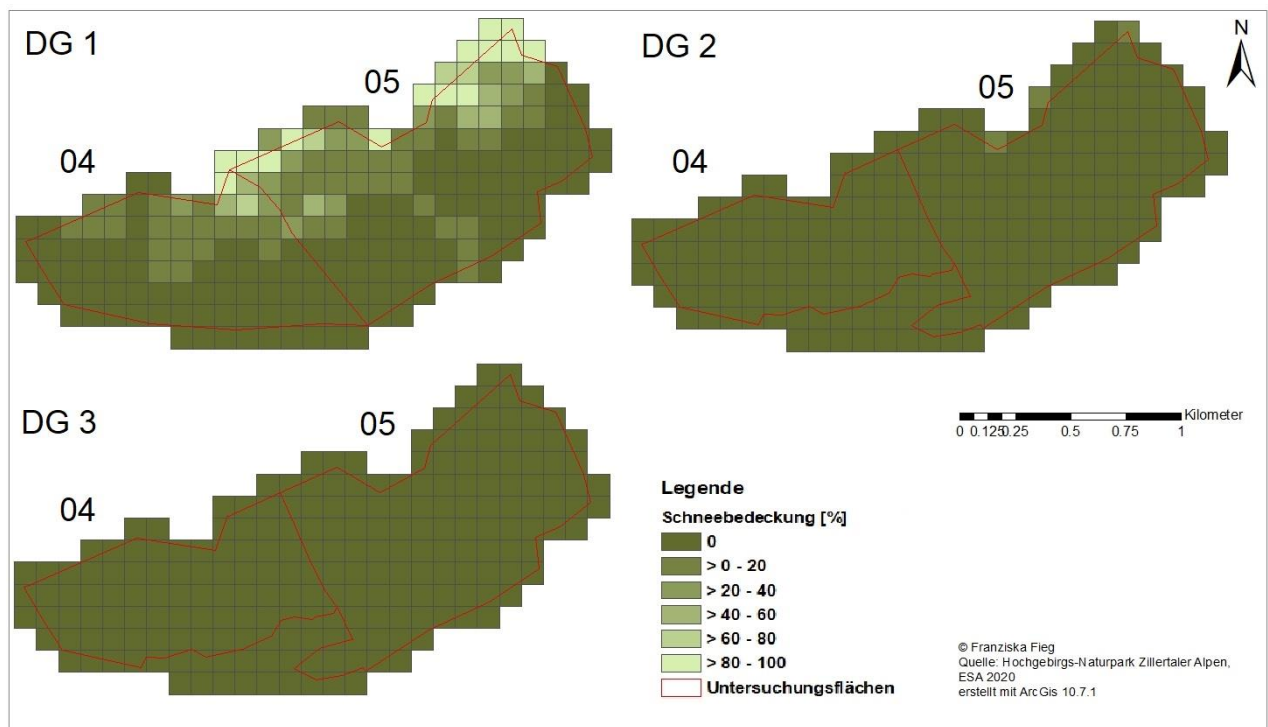 DG 1
05
04
DG 2
05
04
N
DG 3
05
04
Kilometer
0 0.125 0.25 0.5 0.75 1
Legende
Schneebedeckung [%]
0
> 0 - 20
> 20 - 40
> 40 - 60
> 60 - 80
> 80 - 100
Untersuchungsflächen
© Franziska Fieg
Quelle: Hochgebirgs-Naturpark Zillertaler Alpen,
ESA 2020
erstellt mit ArcGis 10.7.1